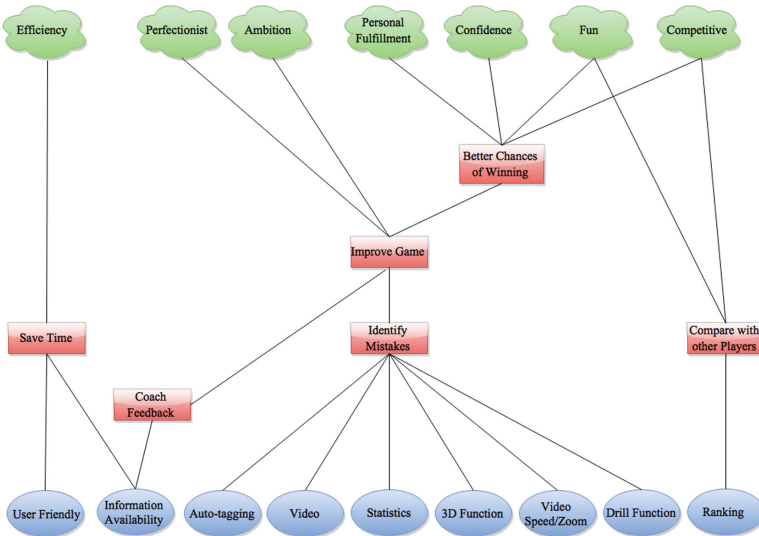 Efficiency
Perfectionist
Ambition
Personal
Fulfillment
Confidence
Fun
Competitive
Better Chances
of Winning
Improve Game
Save Time
Identify
Mistakes
Compare with
other Players
Coach
Feedback
User Friendly
Information
Availability
Auto-tagging
Video
Statistics
3D Function
Video
Speed/Zoom
Drill Function
Ranking